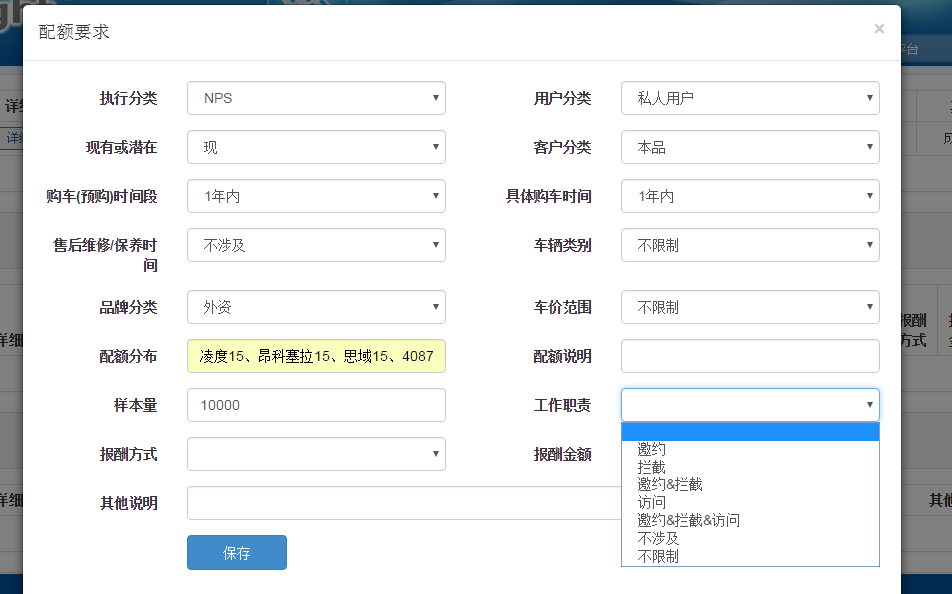 配额要求 ×
平台
执行分类 NPS 用户分类 私人用户
现有或潜在 现 客户分类 本品
购车(预购)时间段 1年内 具体购车时间 1年内
售后维修/保养时 不涉及 车辆类别 不限制
间
品牌分类 外资 车价范围 不限制
报酬
方式
配额分布 凌度15、昂科塞拉15、思域15、4087 配额说明
样本量 10000 工作职责
报酬方式 报酬金额
邀约
拦截
邀约&拦截
访问
邀约&拦截&访问
不涉及
不限制
其他说明
保存